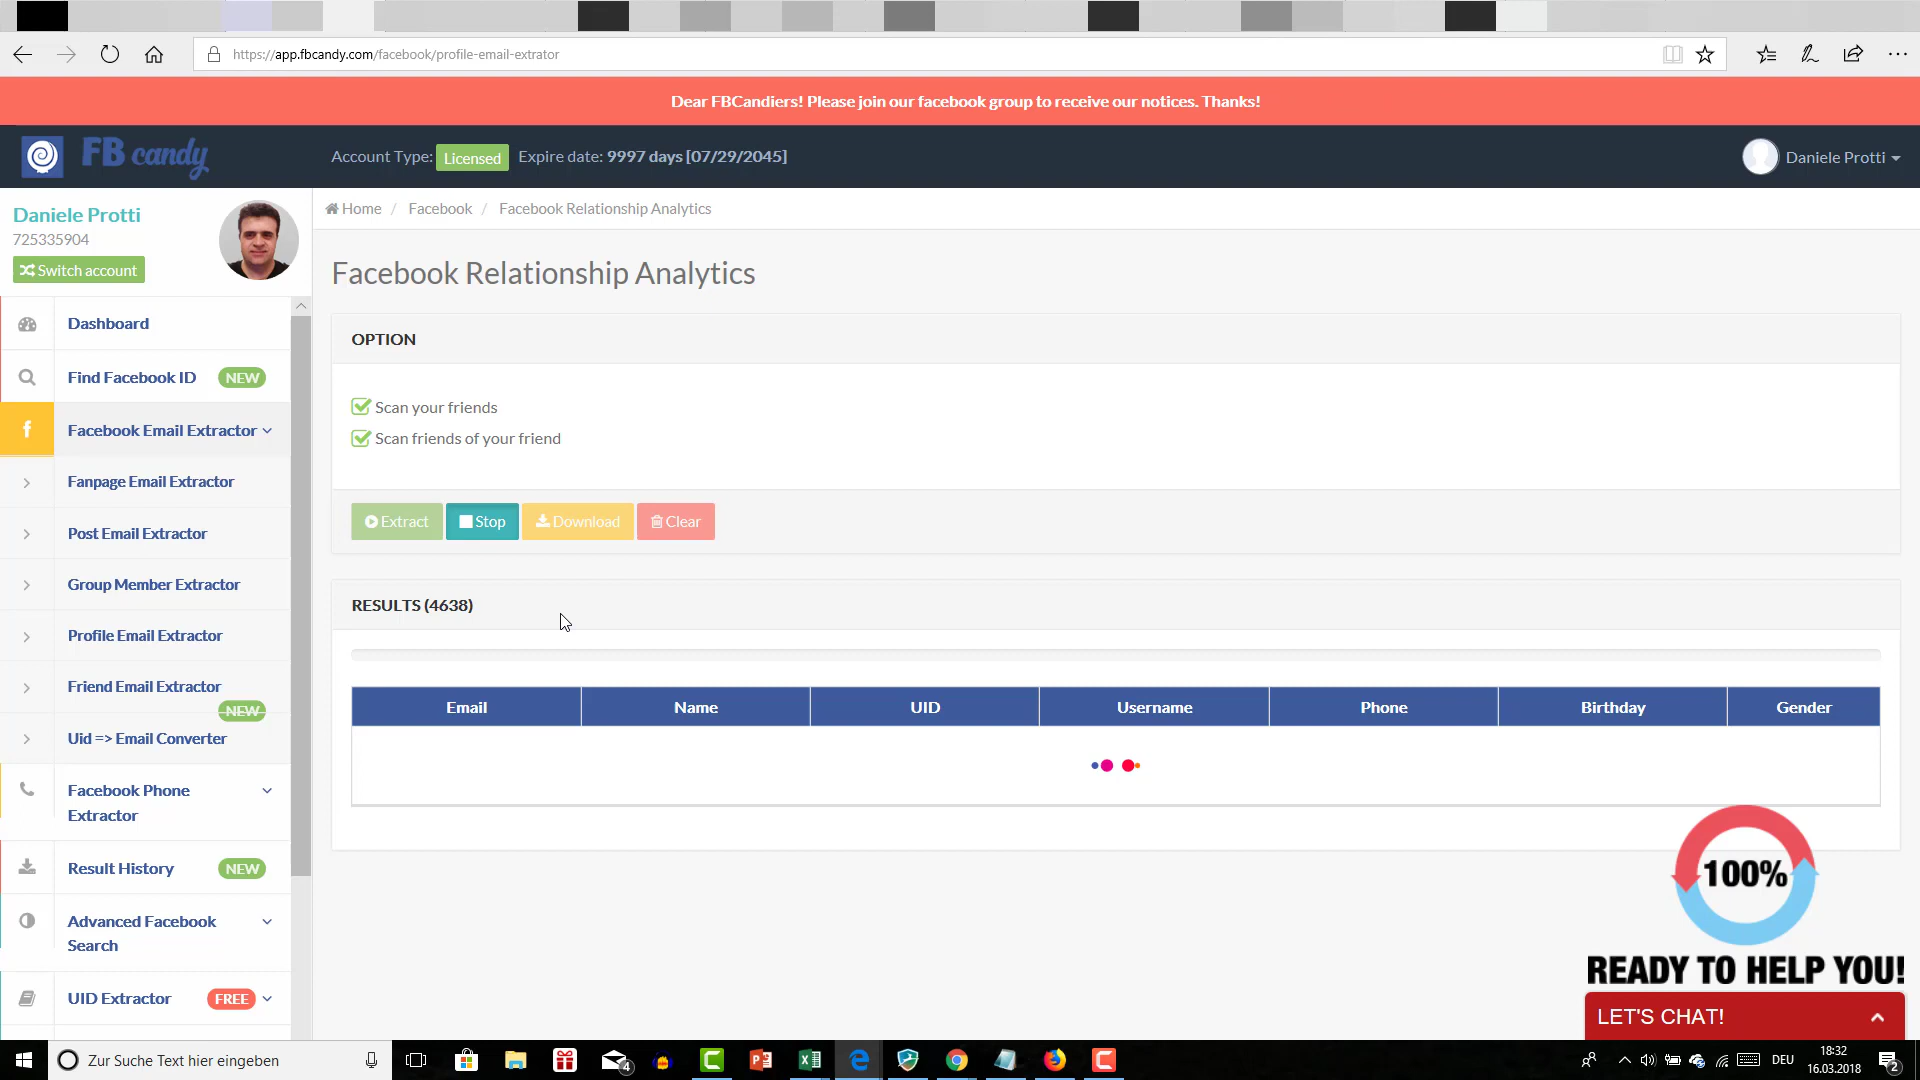 https://app.fbcandy.com/facebook/profile-email-extrator
Dear FBCandiers! Please join our facebook group to receive our notices. Thanks!
FB candy
Account Type: Licensed Expire date: 9997 days [07/29/2045]
Daniele Protti
Daniele Protti
725335904
Switch account
Home / Facebook / Facebook Relationship Analytics
Facebook Relationship Analytics
OPTION
Scan your friends
Scan friends of your friend
Extract
Stop
Download
Clear
RESULTS (4638)
Email Name UID Username Phone Birthday Gender
Dashboard
Find Facebook ID NEW
Facebook Email Extractor
Fanpage Email Extractor
Post Email Extractor
Group Member Extractor
Profile Email Extractor
Friend Email Extractor
NEW
Uid => Email Converter
Facebook Phone
Extractor
Result History NEW
Advanced Facebook
Search
UID Extractor FREE
100%
READY TO HELP YOU!
LET'S CHAT!
Zur Suche Text hier eingeben
4
DEU
18:32
16.03.2018
2